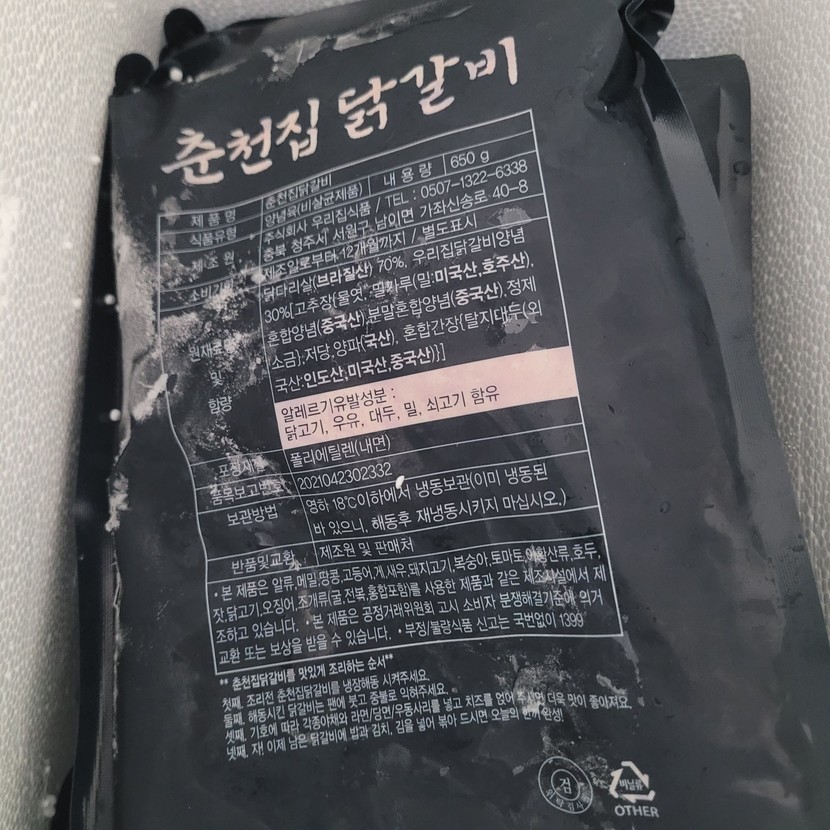 춘천집 닭갈비
제품명 춘천집닭갈비 내용량 650 g
식품유형 양념육(비살균제품)
제조원 주식회사 우리집식품 / TEL : 0507-1322-6338
충북 청주시 서원구 남이면 가좌신송로 40-8
소비기한 제조일로부터 12개월까지 / 별도표시
원재료명 및 함량
닭다리살(브라질산) 70%, 우리집닭갈비양념
30%[고추장{물엿, 밀가루(밀:미국산,호주산),
혼합양념(중국산),분말혼합양념(중국산),정제
소금},저당,양파(국산), 혼합간장{탈지대두(외
국산:인도산,미국산,중국산)}]
알레르기유발성분 :
닭고기, 우유, 대두, 밀, 쇠고기 함유
포장재질 폴리에틸렌(내면)
품목보고번호 2021042302332
보관방법 영하 18℃이하에서 냉동보관(이미 냉동된
바 있으니, 해동후 재냉동시키지 마십시오.)
반품및교환 제조원 및 판매처
• 본 제품은 알류,메밀,땅콩,고등어,게,새우,돼지고기,복숭아,토마토,아황산류,호두,
잣,닭고기,오징어,조개류(굴,전복,홍합포함)를 사용한 제품과 같은 제조시설에서 제
조하고 있습니다. • 본 제품은 공정거래위원회 고시 소비자 분쟁해결기준에 의거
교환 또는 보상을 받을 수 있습니다. • 부정/불량식품 신고는 국번없이 1399
** 춘천집닭갈비를 맛있게 조리하는 순서**
첫째, 조리전 춘천집닭갈비를 냉장해동 시켜주세요.
둘째, 해동시킨 닭갈비는 팬에 붓고 중불로 익혀주세요.
셋째, 기호에 따라 각종야채와 라면/당면/우동사리를 넣고 치즈를 얹어 주시면 더욱 맛이 좋아져요.
넷째, 자! 이제 남은 닭갈비에 밥과 김치, 김을 넣어 볶아 드시면 오늘의 한끼 완성!
검
비닐류
OTHER